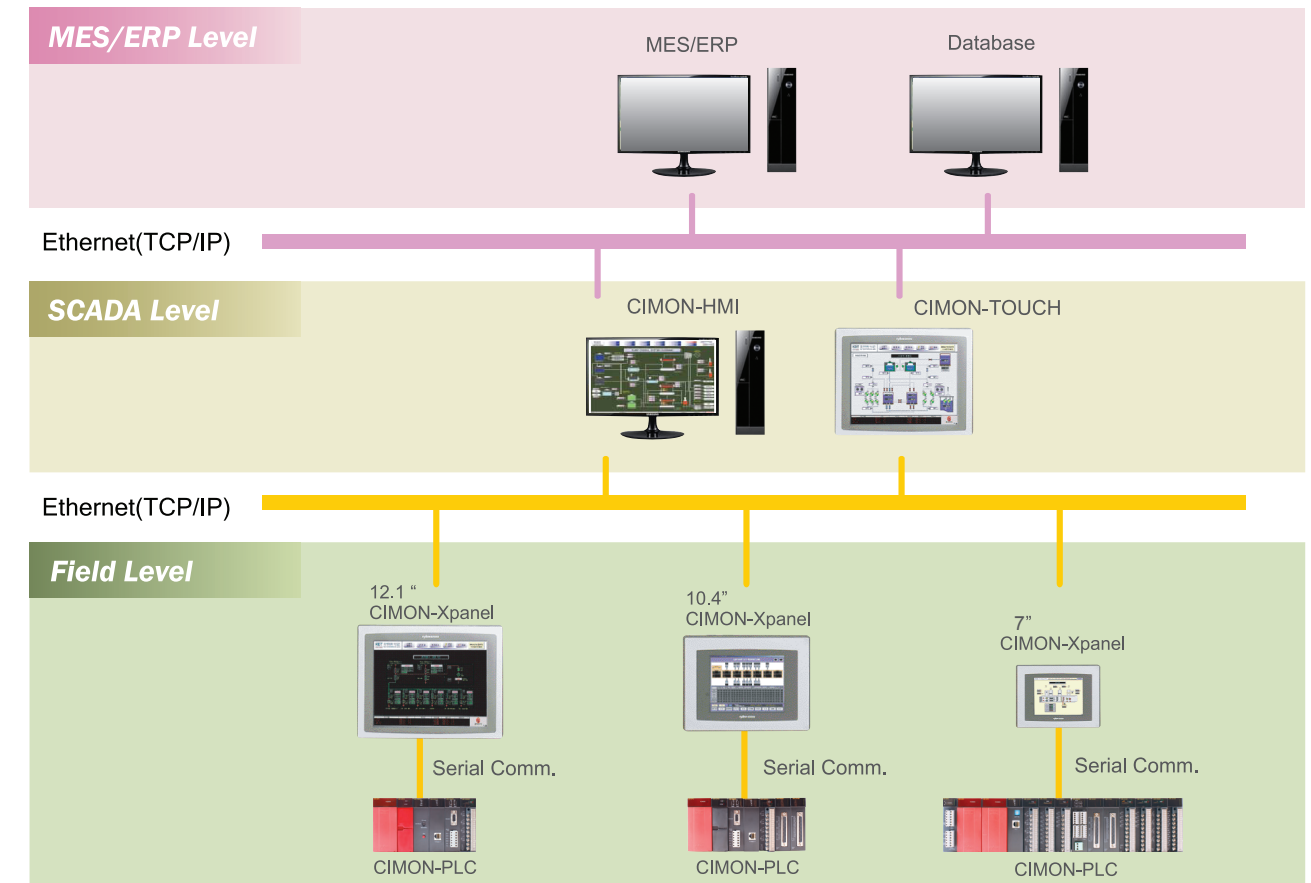 MES/ERP Level
MES/ERP
Database
Ethernet(TCP/IP)
SCADA Level
CIMON-HMI
CIMON-TOUCH
Ethernet(TCP/IP)
Field Level
12.1 “
CIMON-Xpanel
10.4”
CIMON-Xpanel
7”
CIMON-Xpanel
Serial Comm.
Serial Comm.
Serial Comm.
CIMON-PLC
CIMON-PLC
CIMON-PLC